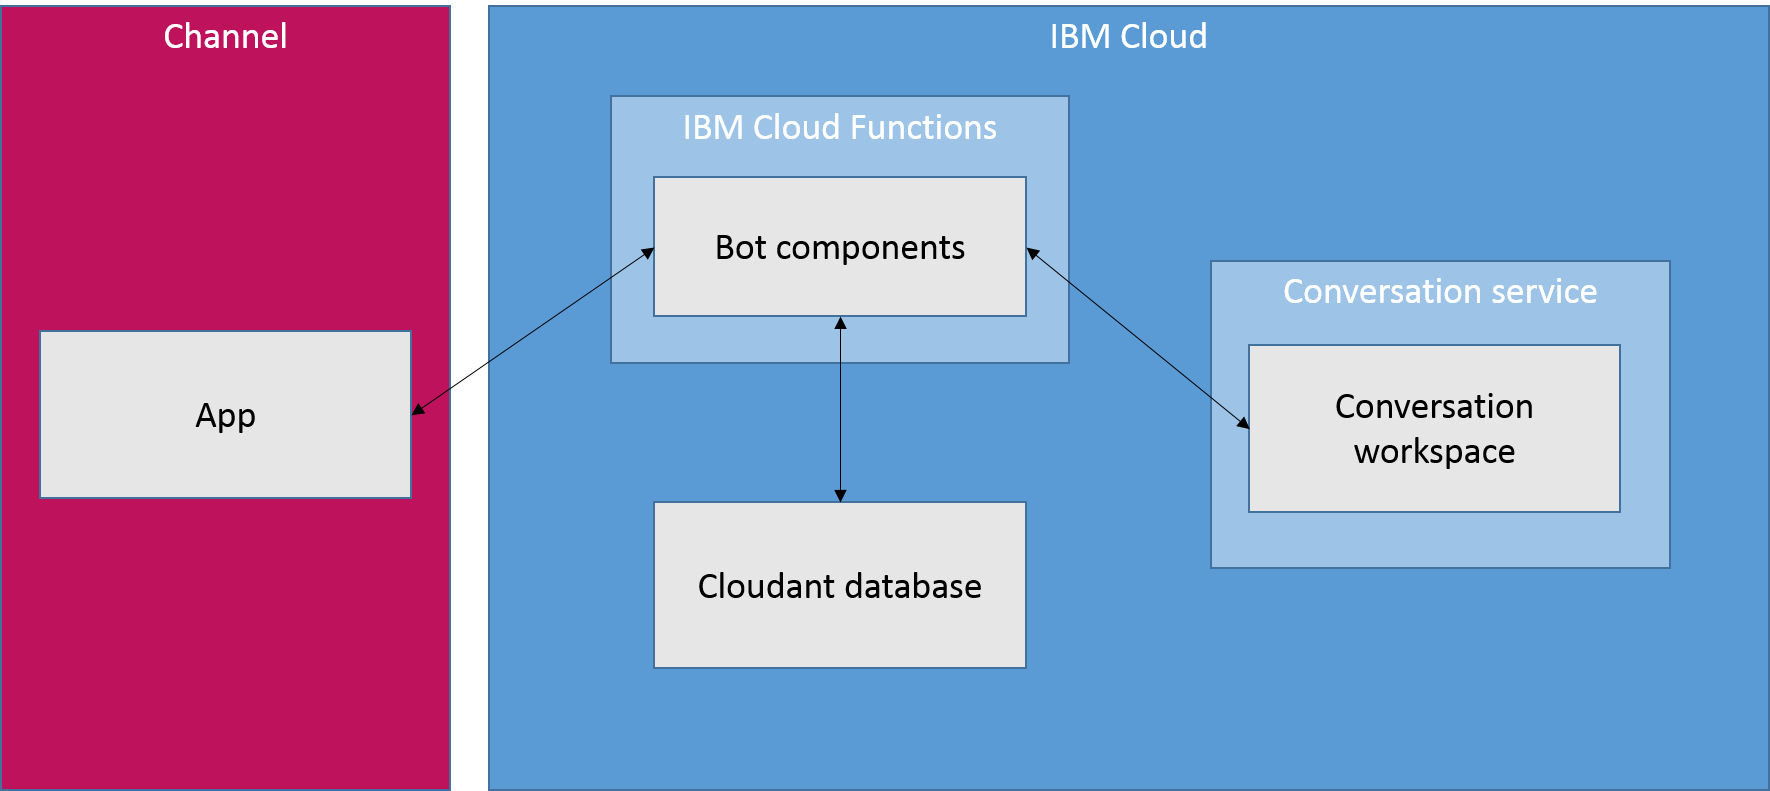 Channel
IBM Cloud
IBM Cloud Functions
Bot components
Conversation service
App
Conversation
workspace
Cloudant database